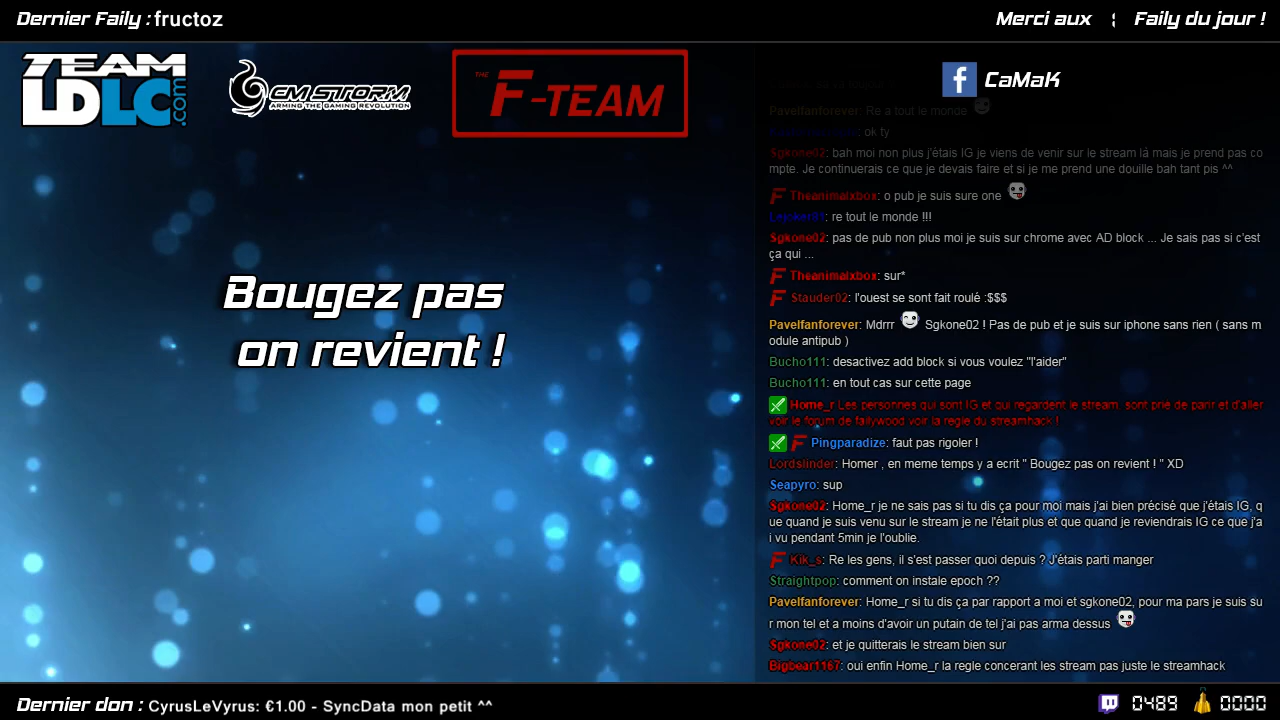 Dernier Faily : fructoz
Merci aux : Faily du jour !
TEAM
LDLC.com
CM STORM
ARMING THE GAMING REVOLUTION
THE F-TEAM
CaMaK
Pavelfanforever: Re a tout le monde
: ok ty
Sgkone02: bah moi non plus j'étais IG je viens de venir sur le stream là mais je prend pas co
mpte. Je continuerais ce que je devais faire et si je me prend une douille bah tant pis ^^
Theanimalxbox: o pub je suis sure one
Lejoker91: re tout le monde !!!
Sgkone02: pas de pub non plus moi je suis sur chrome avec AD block ... Je sais pas si c'est
ça qui ...
Theanimalxbox: sur*
Stauder02: l'ouest se sont fait roulé :$$$
Bougez pas
on revient !
Pavelfanforever: Mdrrr Sgkone02 ! Pas de pub et je suis sur iphone sans rien ( sans m
odule antipub )
Bucho111: desactivez add block si vous voulez "l'aider"
Bucho111: en tout cas sur cette page
Home_r Les personnes qui sont IG et qui regardent le stream, sont prié de partir et d'aller
voir le forum de failywood voir la regle du streamhack !
Pingparadize: faut pas rigoler !
Lordslinder: Homer , en meme temps y a ecrit " Bougez pas on revient ! " XD
Seapyro: sup
Sgkone02: Home_r je ne sais pas si tu dis ça pour moi mais j'ai bien précisé que j'étais IG, q
ue quand je suis venu sur le stream je ne l'était plus et que quand je reviendrais IG ce que j'a
i vu pendant 5min je l'oublie.
Kik_s: Re les gens, il s'est passer quoi depuis ? J'étais parti manger
Straightpop: comment on instale epoch ??
Pavelfanforever: Home_r si tu dis ça par rapport a moi et sgkone02, pour ma pars je suis su
r mon tel et a moins d'avoir un putain de tel j'ai pas arma dessus
Sgkone02: et je quitterais le stream bien sur
Bigbear1167: oui enfin Home_r la regle concerant les stream pas juste le streamhack
Dernier don : CyrusLeVyrus: €1.00 - SyncData mon petit ^^
0489 0000